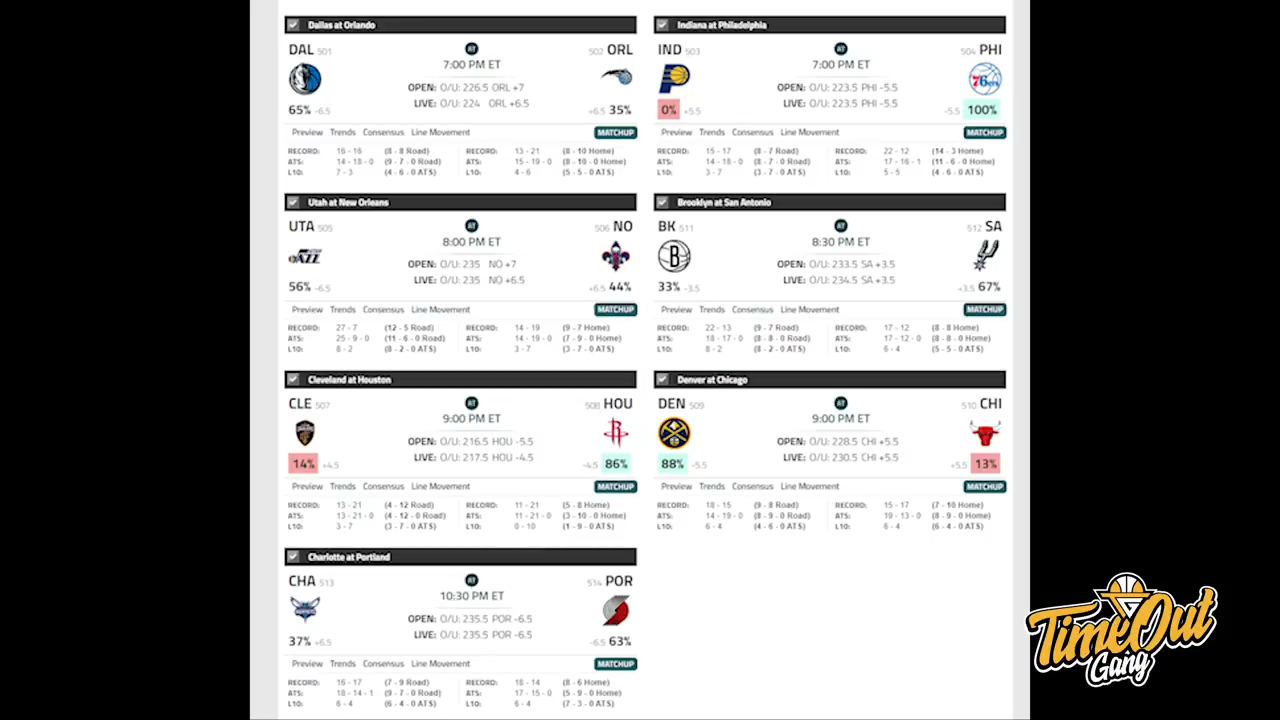 Dallas at Orlando
DAL 501 AT 502 ORL
7:00 PM ET
OPEN: O/U: 226.5 ORL +7
LIVE: O/U: 224 ORL +6.5
65% -6.5 +6.5 35%
Preview Trends Consensus Line Movement MATCHUP
RECORD: 16 - 16 (8 - 8 Road) RECORD: 13 - 21 (8 - 10 Home)
ATS: 14 - 18 - 0 (9 - 7 - 0 Road) ATS: 15 - 19 - 0 (8 - 10 - 0 Home)
L10: 7 - 3 (4 - 6 - 0 ATS) L10: 4 - 6 (5 - 5 - 0 ATS)
Indiana at Philadelphia
IND 503 AT 504 PHI
7:00 PM ET
OPEN: O/U: 223.5 PHI -5.5
LIVE: O/U: 223.5 PHI -5.5
76ers
0% +5.5 -5.5 100%
Preview Trends Consensus Line Movement MATCHUP
RECORD: 15 - 17 (8 - 7 Road) RECORD: 22 - 12 (14 - 3 Home)
ATS: 14 - 18 - 0 (8 - 7 - 0 Road) ATS: 17 - 16 - 1 (11 - 6 - 0 Home)
L10: 3 - 7 (3 - 7 - 0 ATS) L10: 5 - 5 (4 - 6 - 0 ATS)
Utah at New Orleans
UTA 505 AT 506 NO
8:00 PM ET
OPEN: O/U: 235 NO +7
LIVE: O/U: 235 NO +6.5
JAZZ
56% -6.5 +6.5 44%
Preview Trends Consensus Line Movement MATCHUP
RECORD: 27 - 7 (12 - 5 Road) RECORD: 14 - 19 (9 - 7 Home)
ATS: 25 - 9 - 0 (11 - 6 - 0 Road) ATS: 14 - 19 - 0 (7 - 9 - 0 Home)
L10: 8 - 2 (8 - 2 - 0 ATS) L10: 3 - 7 (3 - 7 - 0 ATS)
Brooklyn at San Antonio
BK 511 AT 512 SA
8:30 PM ET
OPEN: O/U: 233.5 SA +3.5
LIVE: O/U: 234.5 SA +3.5
33% -3.5 +3.5 67%
Preview Trends Consensus Line Movement MATCHUP
RECORD: 22 - 13 (9 - 7 Road) RECORD: 17 - 12 (8 - 8 Home)
ATS: 18 - 17 - 0 (8 - 8 - 0 Road) ATS: 17 - 12 - 0 (8 - 8 - 0 Home)
L10: 8 - 2 (8 - 2 - 0 ATS) L10: 6 - 4 (5 - 5 - 0 ATS)
Cleveland at Houston
CLE 507 AT 508 HOU
9:00 PM ET
OPEN: O/U: 216.5 HOU -5.5
LIVE: O/U: 217.5 HOU -4.5
14% +4.5 -4.5 86%
Preview Trends Consensus Line Movement MATCHUP
RECORD: 13 - 21 (4 - 12 Road) RECORD: 11 - 21 (5 - 8 Home)
ATS: 13 - 21 - 0 (4 - 12 - 0 Road) ATS: 11 - 21 - 0 (3 - 10 - 0 Home)
L10: 3 - 7 (3 - 7 - 0 ATS) L10: 0 - 10 (1 - 9 - 0 ATS)
Denver at Chicago
DEN 509 AT 510 CHI
9:00 PM ET
OPEN: O/U: 228.5 CHI +5.5
LIVE: O/U: 230.5 CHI +5.5
88% -5.5 +5.5 13%
Preview Trends Consensus Line Movement MATCHUP
RECORD: 18 - 15 (9 - 8 Road) RECORD: 15 - 17 (7 - 10 Home)
ATS: 14 - 19 - 0 (8 - 9 - 0 Road) ATS: 19 - 13 - 0 (8 - 9 - 0 Home)
L10: 6 - 4 (4 - 6 - 0 ATS) L10: 6 - 4 (6 - 4 - 0 ATS)
Charlotte at Portland
CHA 513 AT 514 POR
10:30 PM ET
OPEN: O/U: 235.5 POR -6.5
LIVE: O/U: 235.5 POR -6.5
37% +6.5 -6.5 63%
Preview Trends Consensus Line Movement MATCHUP
RECORD: 16 - 17 (7 - 9 Road) RECORD: 18 - 14 (8 - 6 Home)
ATS: 18 - 14 - 1 (9 - 7 - 0 Road) ATS: 17 - 15 - 0 (5 - 9 - 0 Home)
L10: 6 - 4 (6 - 4 - 0 ATS) L10: 6 - 4 (7 - 3 - 0 ATS)
TimeOut
Gang